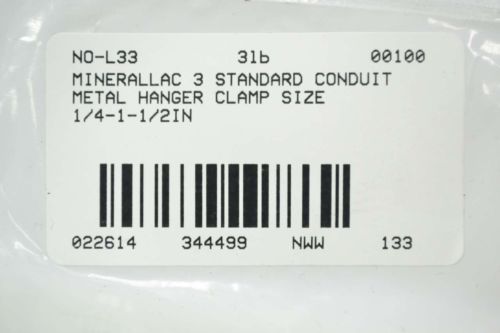 NO-L33 3lb 00100
MINERALLAC 3 STANDARD CONDUIT
METAL HANGER CLAMP SIZE
1/4-1-1/2IN
022614 344499 NWW 133